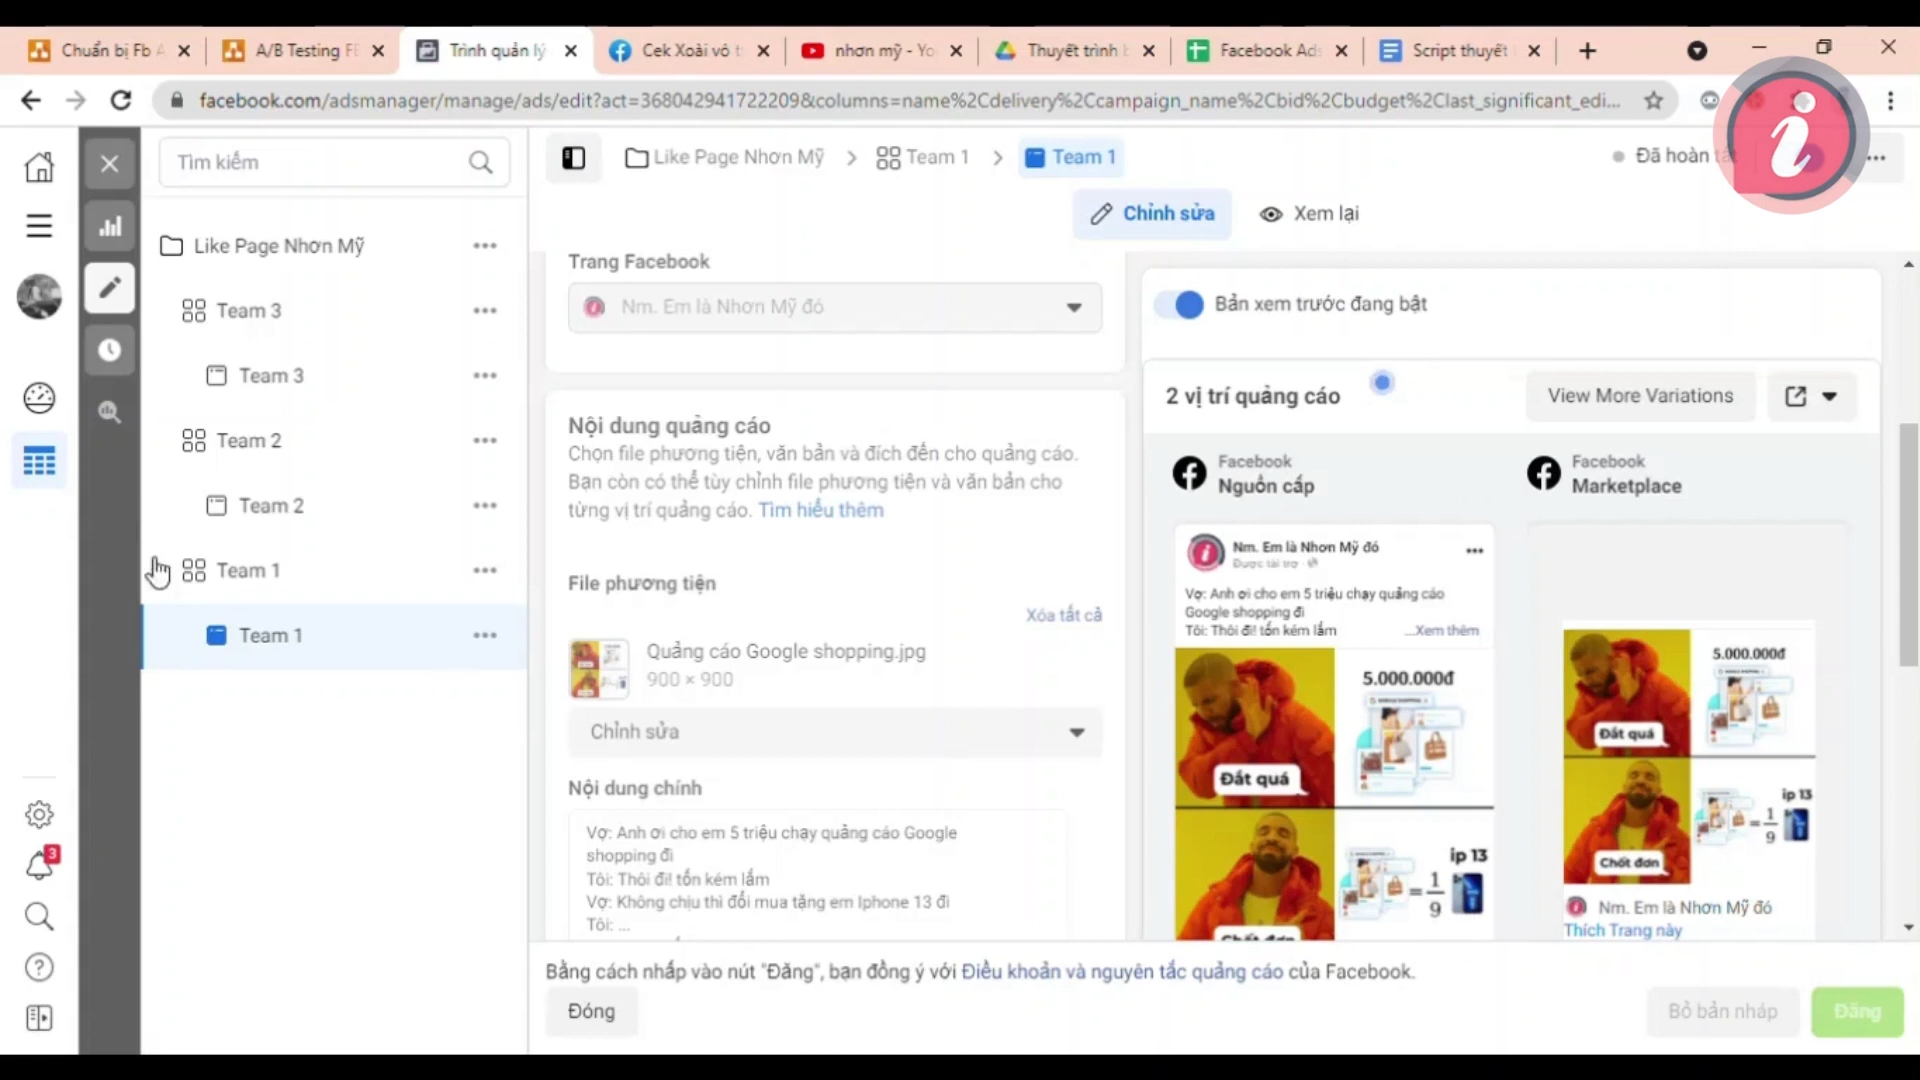 Chuẩn bị Fb A
A/B Testing FE
Trình quản lý
Cek Xoài vô t
nhơn mỹ - Yo
Thuyết trình
Facebook Ads
Script thuyết
facebook.com/adsmanager/manage/ads/edit?act=368042941722209&columns=name%2Cdelivery%2Ccampaign_name%2Cbid%2Cbudget%2Clast_significant_edi...
Tìm kiếm
Like Page Nhơn Mỹ
Team 3
Team 3
Team 2
Team 2
Team 1
Team 1
3
Like Page Nhơn Mỹ > Team 1 > Team 1
Đã hoàn
i
Chỉnh sửa
Xem lại
Trang Facebook
Nm. Em là Nhơn Mỹ đó
Nội dung quảng cáo
Chọn file phương tiện, văn bản và đích đến cho quảng cáo.
Bạn còn có thể tùy chỉnh file phương tiện và văn bản cho
từng vị trí quảng cáo. Tìm hiểu thêm
File phương tiện
Xóa tất cả
Quảng cáo Google shopping.jpg
900 × 900
Chỉnh sửa
Nội dung chính
Vợ: Anh ơi cho em 5 triệu chạy quảng cáo Google
shopping đi
Tôi: Thôi đi! tốn kém lắm
Vợ: Không chịu thì đổi mua tặng em Iphone 13 đi
Tôi: ...
Bản xem trước đang bật
2 vị trí quảng cáo
View More Variations
Facebook
Nguồn cấp
Nm. Em là Nhơn Mỹ đó
Được tài trợ
Vợ: Anh ơi cho em 5 triệu chạy quảng cáo
Google shopping đi
Tôi: Thôi đi! tốn kém lắm
...Xem thêm
5.000.000đ
Đắt quá
ip 13
= 1/9
Chốt đơn
Facebook
Marketplace
5.000.000đ
Đắt quá
ip 13
= 1/9
Chốt đơn
Nm. Em là Nhơn Mỹ đó
Thích Trang này
Bằng cách nhấp vào nút "Đăng", bạn đồng ý với Điều khoản và nguyên tắc quảng cáo của Facebook.
Đóng
Bỏ bản nháp
Đăng